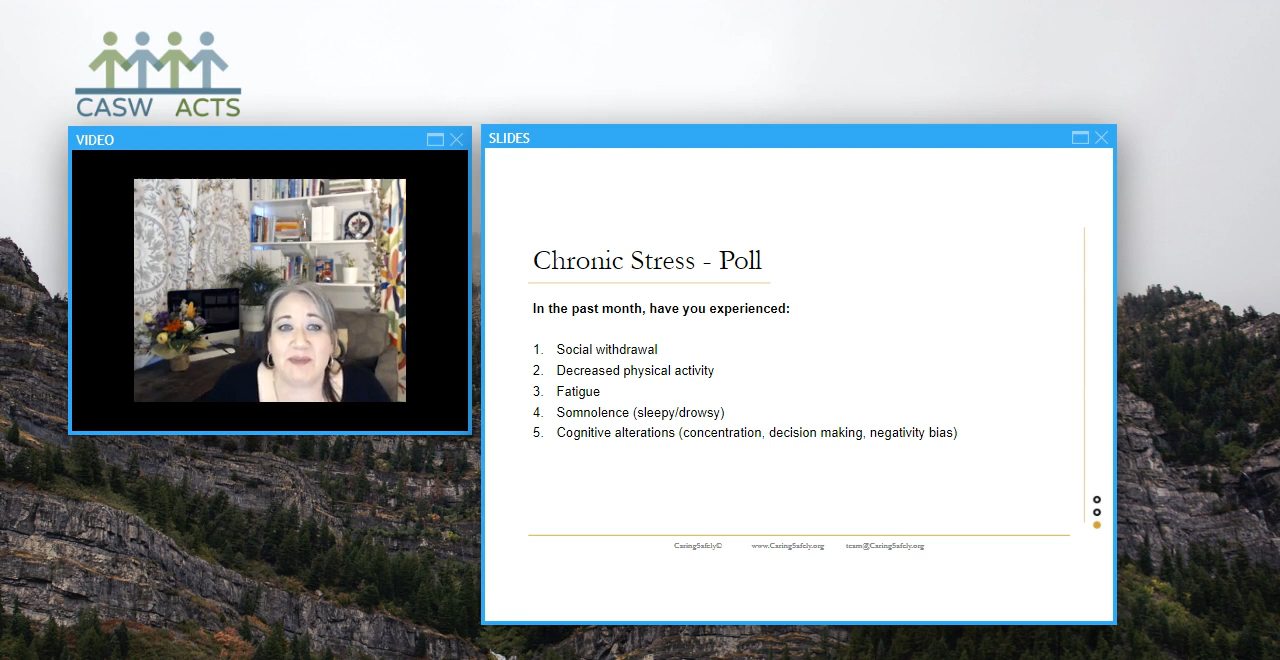 CASW ACTS
VIDEO
SLIDES
Chronic Stress - Poll
In the past month, have you experienced:
1. Social withdrawal
2. Decreased physical activity
3. Fatigue
4. Somnolence (sleepy/drowsy)
5. Cognitive alterations (concentration, decision making, negativity bias)
CaringSafely© www.CaringSafely.org team@CaringSafely.org